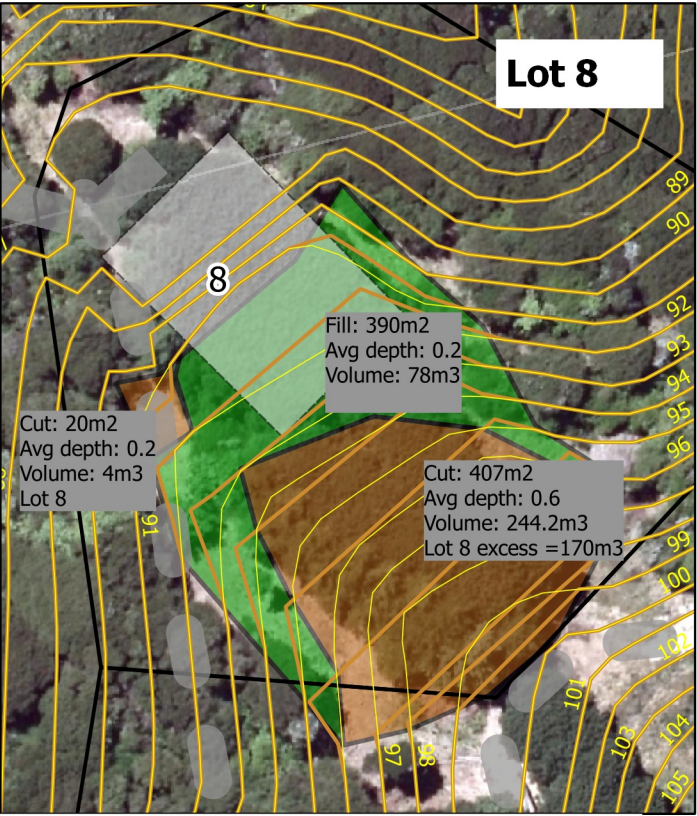 Lot 8
89
90
92
93
94
95
96
8
Fill: 390m2
Avg depth: 0.2
Volume: 78m3
Cut: 20m2
Avg depth: 0.2
Volume: 4m3
Lot 8
Cut: 407m2
Avg depth: 0.6
Volume: 244.2m3
Lot 8 excess =170m3
91
99
100
102
101
103
104
105
97
98